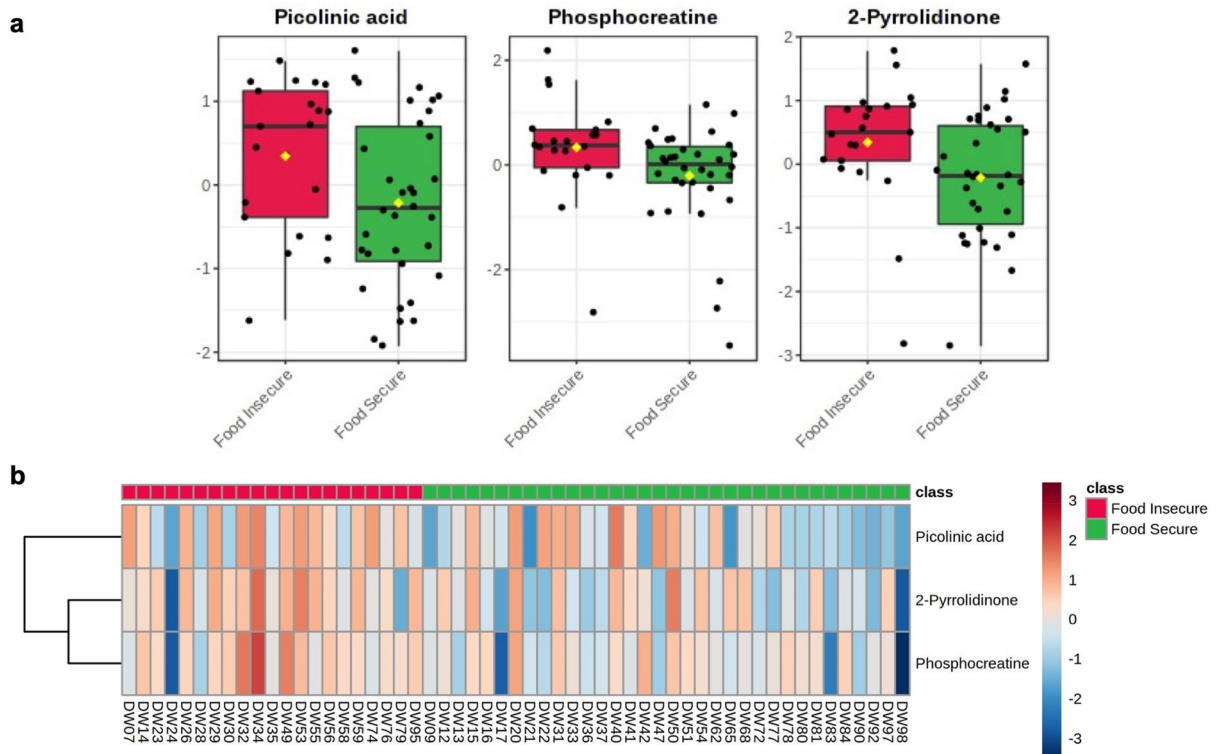 a
Picolinic acid
1
0
-1
-2
Food Insecure
Food Secure
Phosphocreatine
2
0
-2
Food Insecure
Food Secure
2-Pyrrolidinone
2
1
0
-1
-2
-3
Food Insecure
Food Secure
b
class
Picolinic acid
2-Pyrrolidinone
Phosphocreatine
DW07
DW14
DW23
DW24
DW26
DW28
DW29
DW30
DW32
DW34
DW35
DW49
DW53
DW55
DW56
DW58
DW59
DW74
DW76
DW79
DW95
DW09
DW12
DW13
DW15
DW16
DW17
DW20
DW21
DW22
DW31
DW33
DW36
DW37
DW40
DW41
DW42
DW47
DW50
DW51
DW54
DW62
DW65
DW68
DW72
DW77
DW78
DW80
DW81
DW83
DW84
DW90
DW92
DW97
DW98
3
2
1
0
-1
-2
-3
class
Food Insecure
Food Secure